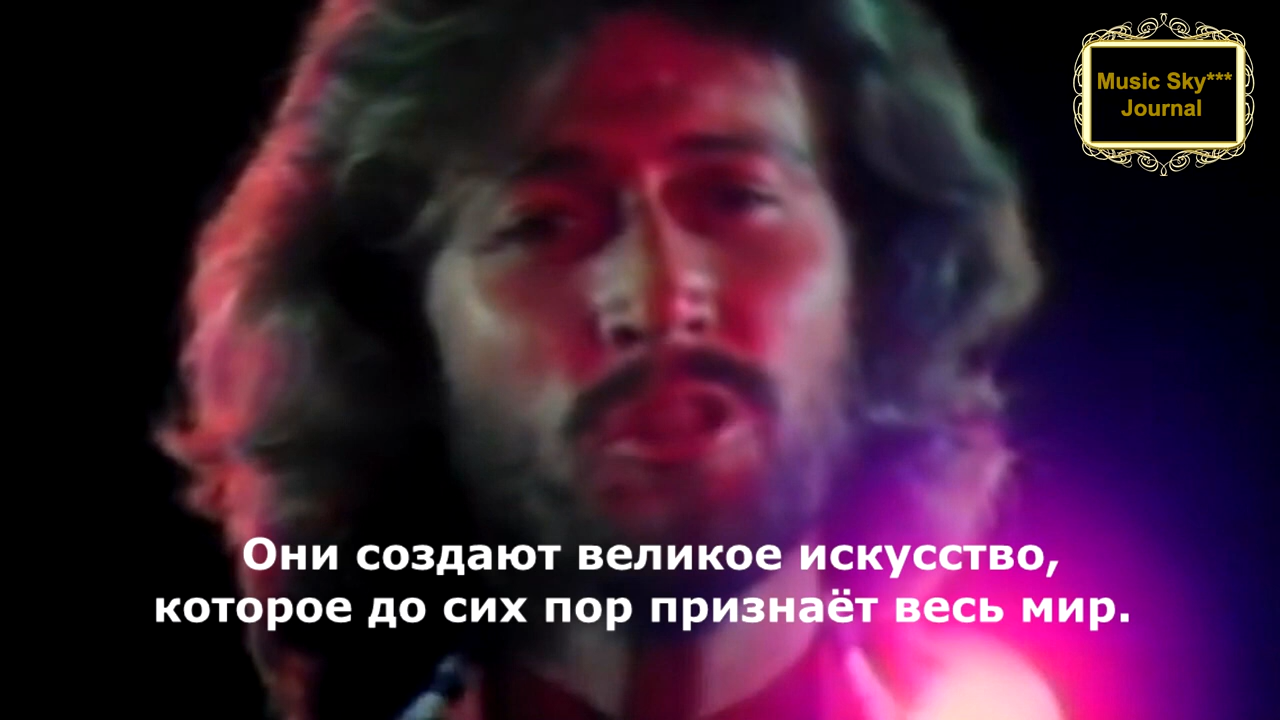 Music Sky***
Journal
Они создают великое искусство,
которое до сих пор признаёт весь мир.